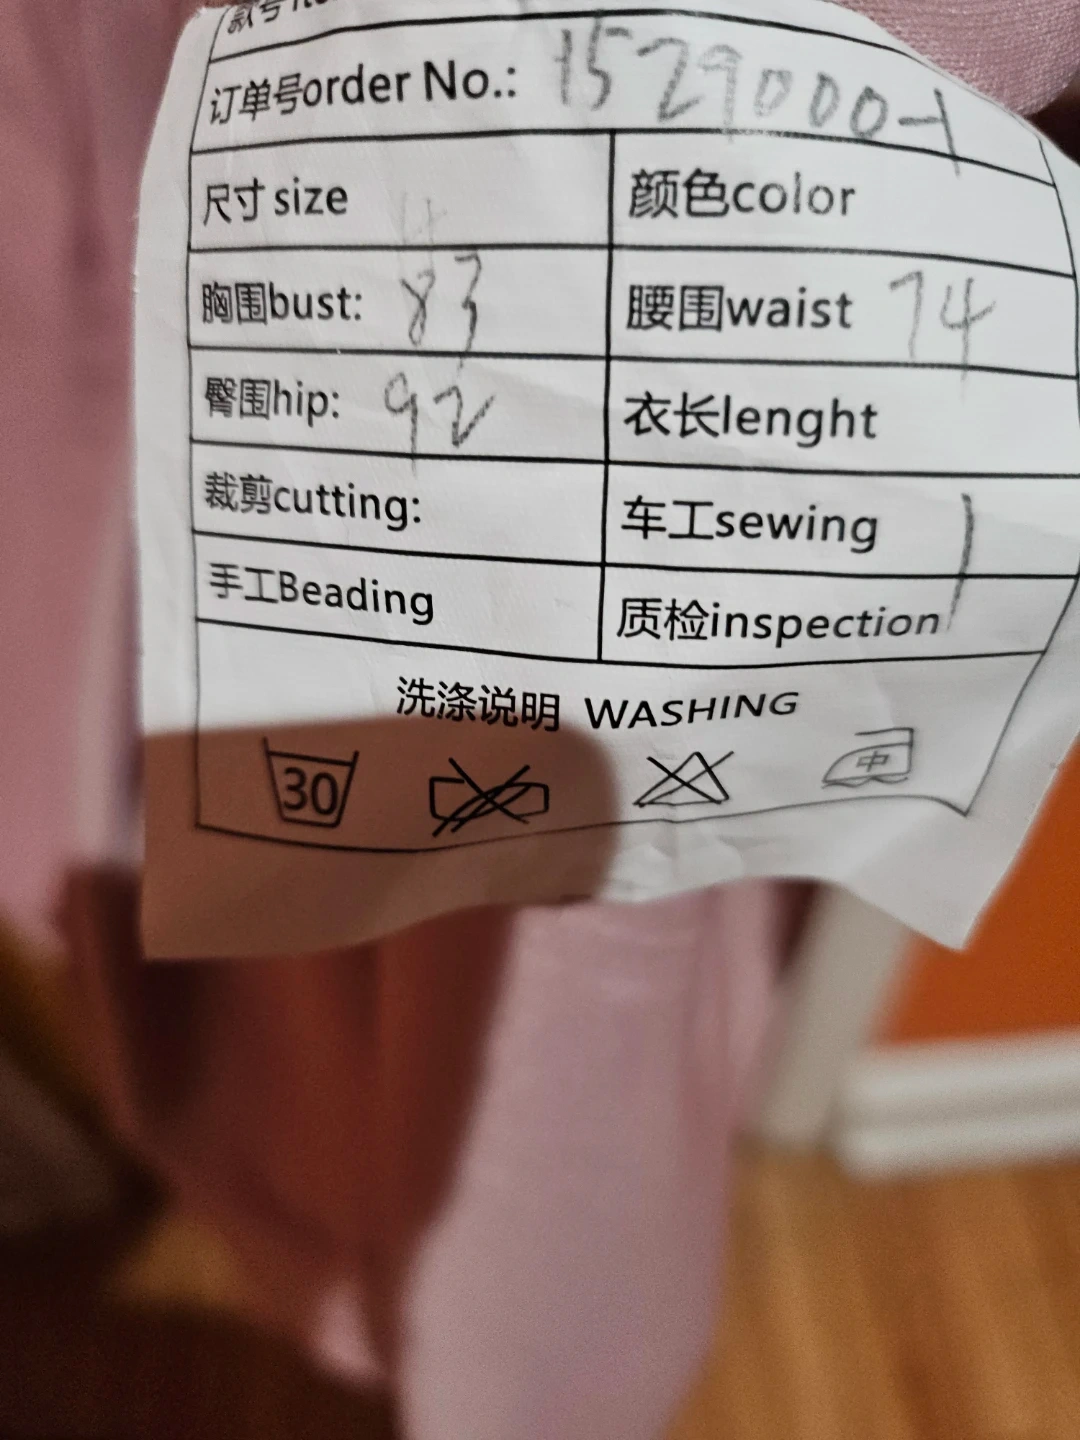 款号
订单号order No.: 1529000-1
尺寸 size 4
颜色color
胸围bust: 83
腰围waist 74
臀围hip: 92
衣长lenght
裁剪cutting:
车工sewing
手工Beading
质检inspection
洗涤说明 WASHING
30
中